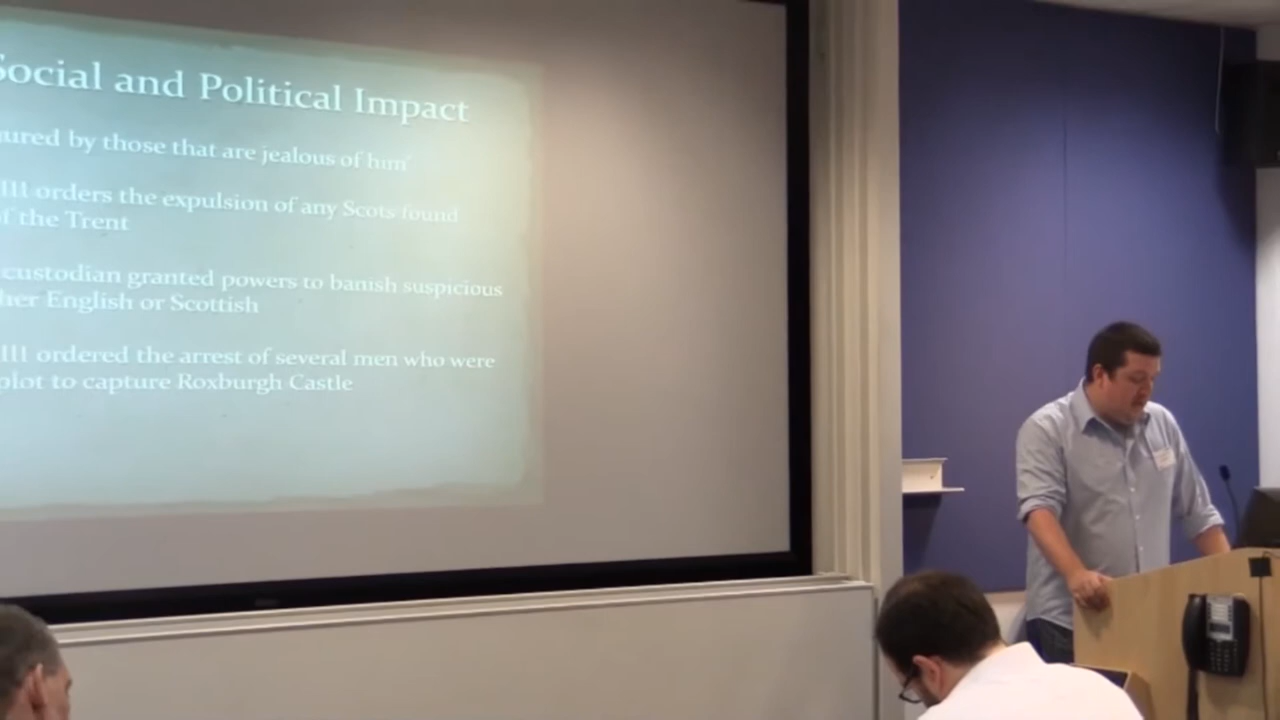 Social and Political Impact
ured by those that are jealous of him
III orders the expulsion of any Scots found
f the Trent
custodian granted powers to banish suspicious
her English or Scottish
III ordered the arrest of several men who were
plot to capture Roxburgh Castle